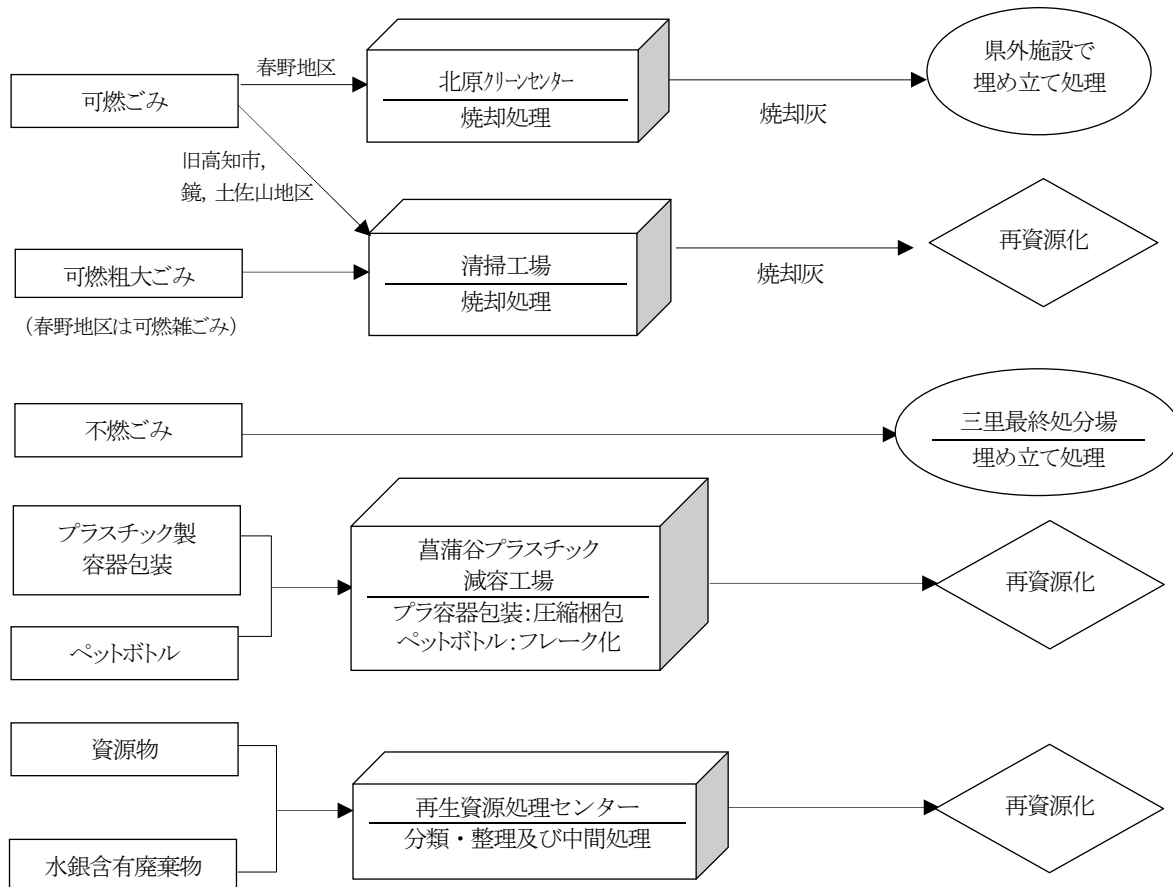 可燃ごみ
春野地区
旧高知市,
鏡, 土佐山地区
北原クリーンセンター
焼却処理
焼却灰
県外施設で
埋め立て処理
可燃粗大ごみ
（春野地区は可燃雑ごみ）
清掃工場
焼却処理
焼却灰
再資源化
不燃ごみ
三里最終処分場
埋め立て処理
プラスチック製
容器包装
ペットボトル
菖蒲谷プラスチック
減容工場
プラ容器包装：圧縮梱包
ペットボトル：フレーク化
再資源化
資源物
水銀含有廃棄物
再生資源処理センター
分類・整理及び中間処理
再資源化